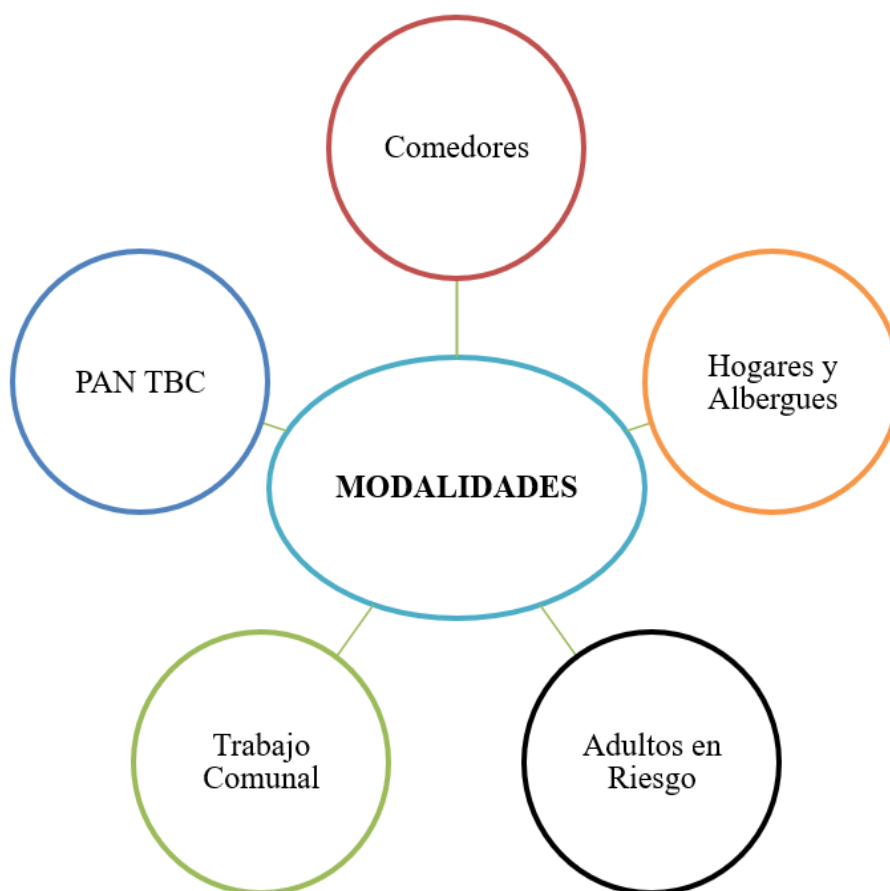 Comedores
PAN TBC
Hogares y
Albergues
MODALIDADES
Trabajo
Comunal
Adultos en
Riesgo